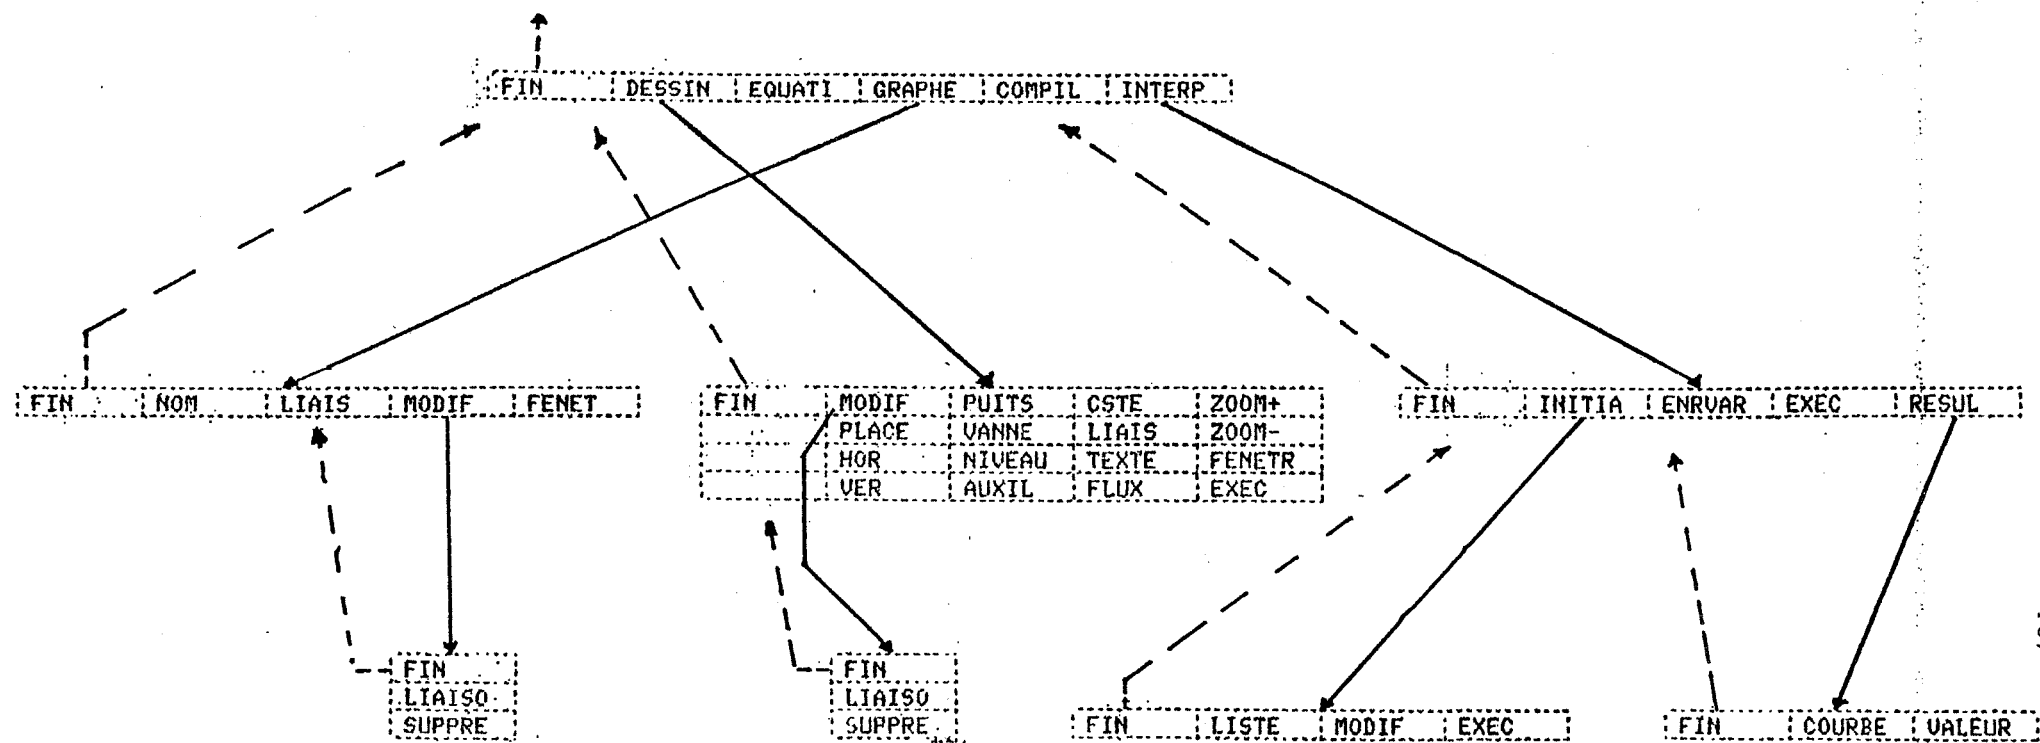 FIN DESSIN EQUATI GRAPHE COMPIL INTERP
FIN NOM LIAIS MODIF FENET
FIN MODIF PUITS CSTE ZOOM+
PLACE VANNE LIAIS ZOOM-
HOR NIVEAU TEXTE FENETR
VER AUXIL FLUX EXEC
FIN INITIA ENRVAR EXEC RESUL
FIN
LIAISO
SUPPRE
FIN
LIAISO
SUPPRE
FIN LISTE MODIF EXEC
FIN COURBE VALEUR